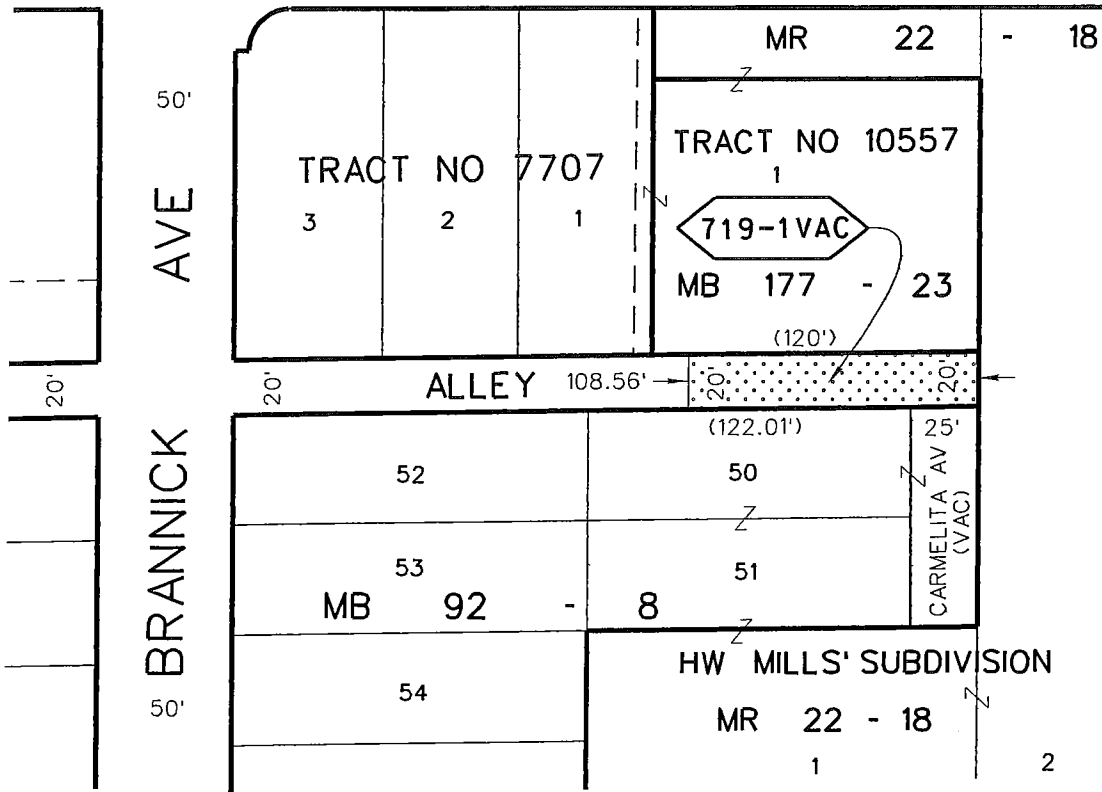 MR 22 - 18
50'
TRACT NO 10557
TRACT NO 7707
1
AVE
3 2 1
719-1VAC
MB 177 - 23
(120')
20'
20'
ALLEY
108.56'
20'
20'
(122.01')
25'
52
50
CARMELITA AV
(VAC)
BRANNICK
53
51
MB 92 - 8
HW MILLS' SUBDIVISION
54
50'
MR 22 - 18
1
2